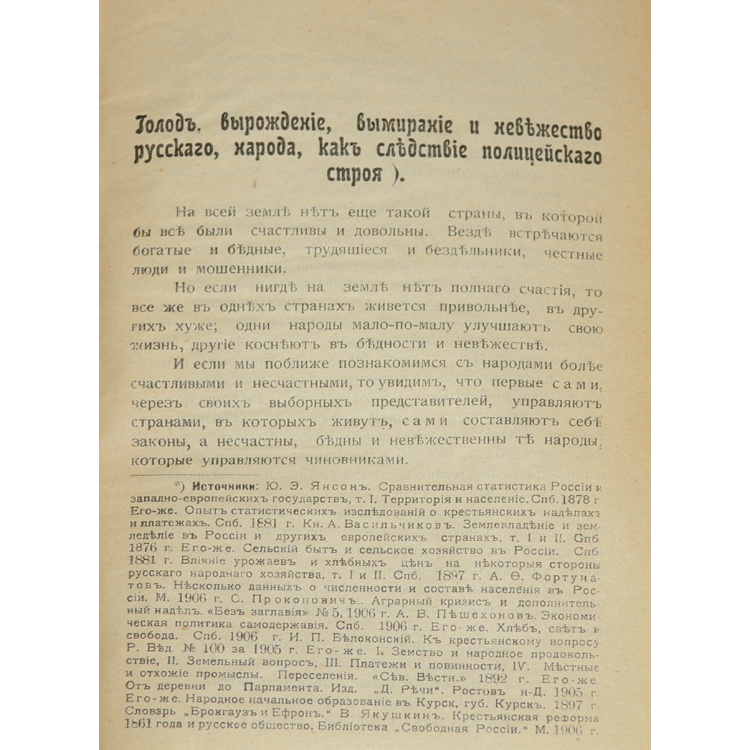 Голодъ, вырожденіе, вымираніе и невѣжество
русскаго, народа, какъ слѣдствіе полицейскаго
строя ).
На всей землѣ нѣтъ еще такой страны, въ которой
бы всѣ были счастливы и довольны. Вездѣ встрѣчаются
богатые и бѣдные, трудящіеся и бездѣльники, честные
люди и мошенники.
Но если нигдѣ на землѣ нѣтъ полнаго счастія, то
все же въ однѣхъ странахъ живется привольнѣе, въ дру-
гихъ хуже; одни народы мало-по-малу улучшаютъ свою
жизнь, другіе коснѣютъ въ бѣдности и невѣжествѣ.
И если мы поближе познакомимся съ народами болѣе
счастливыми и несчастными, то увидимъ, что первые сами,
черезъ своихъ выборныхъ представителей, управляютъ
странами, въ которыхъ живутъ, сами составляютъ себѣ
законы, а несчастны, бѣдны и невѣжественны тѣ народы,
которые управляются чиновниками.
*) Источники: Ю. Э. Янсонъ. Сравнительная статистика Россіи и
западно-европейскихъ государствъ, т. I. Территорія и населеніе. Спб. 1878 г
Его-же. Опытъ статистическихъ изслѣдованій о крестьянскихъ надѣлахъ
и платежахъ. Спб. 1881 г. Кн. А. Васильчиковъ. Землевладѣніе и зем-
ледѣліе въ Россіи и другихъ европейскихъ странахъ, т. I и II. Спб
1876 г. Его-же. Сельскій бытъ и сельское хозяйство въ Россіи. Спб
1881 г. Вліяніе урожаевъ и хлѣбныхъ цѣнъ на нѣкоторыя стороны
русскаго народнаго хозяйства, т. I и II. Спб. 1897 г. А. Ѳ. Фортуна-
товъ. Нѣсколько данныхъ о численности и составѣ населенія въ Рос-
сіи. М. 1906 г. С. Прокоповичъ.. Аграрный кризисъ и дополнитель-
ный надѣлъ. «Безъ заглавія» № 5, 1906 г. А. В. Пѣшехоновъ. Экономи-
ческая политика самодержавія. Спб. 1906 г. Его-же. Хлѣбъ, свѣтъ и
свобода. Спб. 1906 г. И. П. Бѣлоконскій. Къ крестьянскому вопросу
Р. Вѣд. № 100 за 1905 г. Его-же. I. Земство и народное продоволь-
ствіе, II. Земельный вопросъ, III. Платежи и повинности, IV. Мѣстные
и отхожіе промыслы. Переселенія. «Сѣв. Вѣстн.» 1892 г. Его-же.
Отъ деревни до Парламента. Изд. „Д. Рѣчи". Ростовъ н-Д. 1905 г.
Его-же. Народное начальное образованіе въ Курск. губ. Курскъ. 1897 г.
Словарь „Брокгаузъ и Ефронъ." В. Якушкинъ. Крестьянская реформа
1861 года и русское общество. Библіотека „Свободная Россія." М. 1906 г.